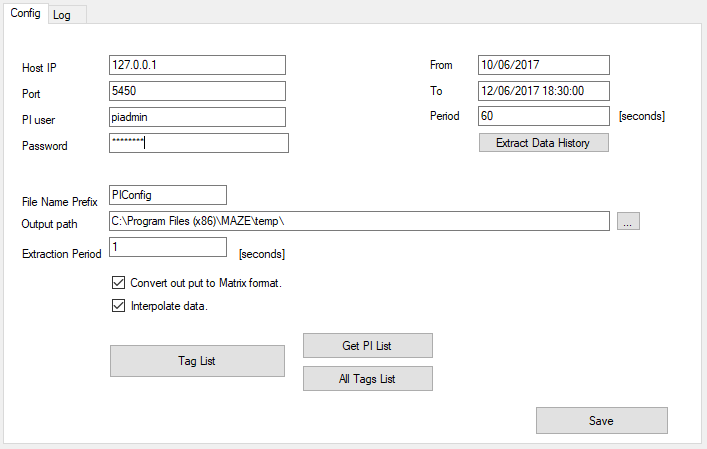 Config
Log
Host IP
127.0.0.1
From
10/06/2017
Port
5450
To
12/06/2017 18:30:00
PI user
piadmin
Period
60
[seconds]
Password
********
Extract Data History
File Name Prefix
PIConfig
Output path
C:\Program Files (x86)\MAZE\temp\
...
Extraction Period
1
[seconds]
Convert out put to Matrix format.
Interpolate data.
Tag List
Get PI List
All Tags List
Save